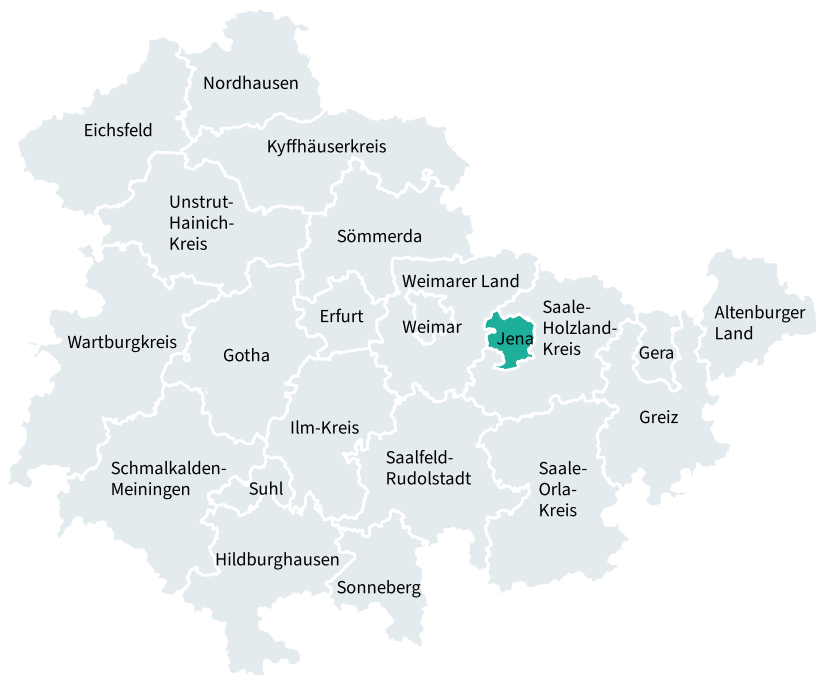 Nordhausen
Eichsfeld
Kyffhäuserkreis
Unstrut-
Hainich-
Kreis
Sömmerda
Weimarer Land
Saale-
Holzland-
Kreis
Altenburger
Land
Erfurt
Weimar
Jena
Wartburgkreis
Gotha
Gera
Greiz
Ilm-Kreis
Schmalkalden-
Meiningen
Suhl
Saalfeld-
Rudolstadt
Saale-
Orla-
Kreis
Hildburghausen
Sonneberg